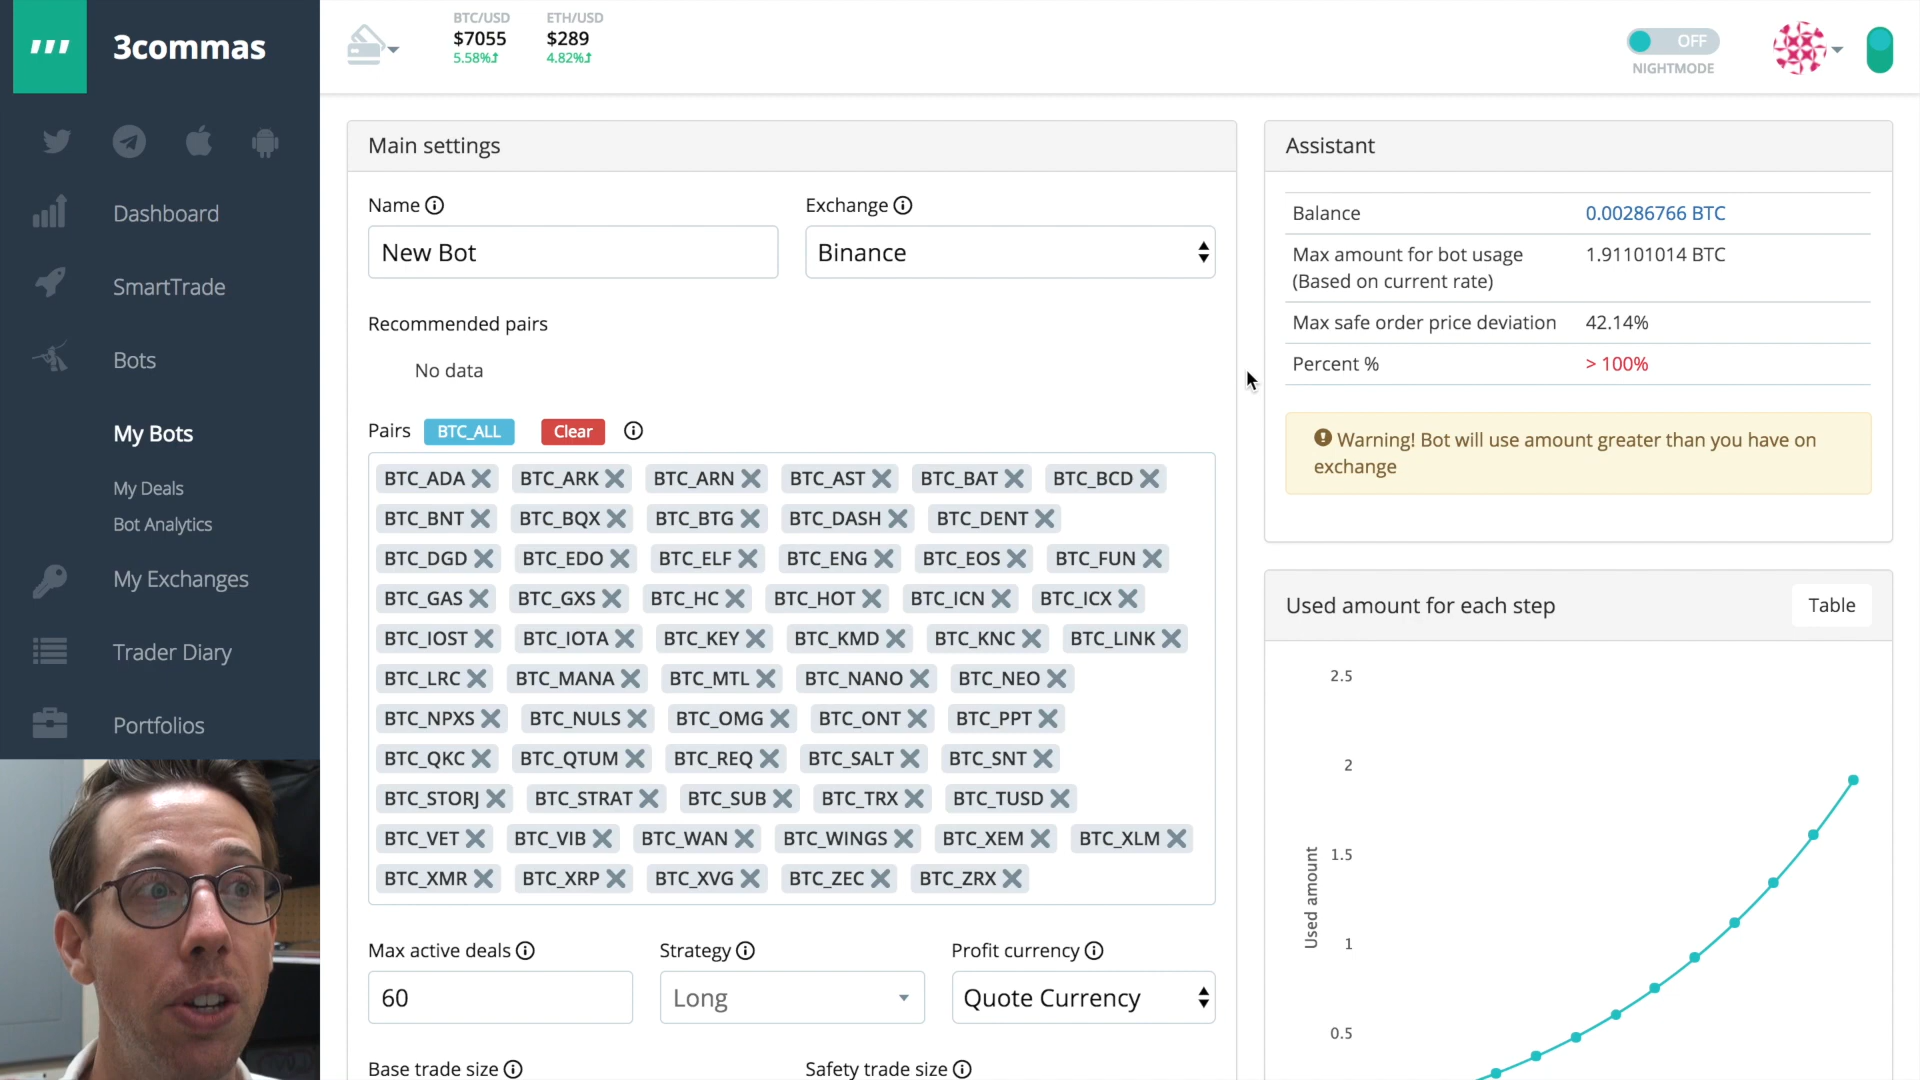 3commas
BTC/USD
$7055
5.58%
ETH/USD
$289
4.82%
OFF
NIGHTMODE
Dashboard
SmartTrade
Bots
My Bots
My Deals
Bot Analytics
My Exchanges
Trader Diary
Portfolios
Main settings
Name
Exchange
New Bot
Binance
Recommended pairs
No data
Pairs BTC_ALL Clear
BTC_ADA BTC_ARK BTC_ARN BTC_AST BTC_BAT BTC_BCD
BTC_BNT BTC_BQX BTC_BTG BTC_DASH BTC_DENT
BTC_DGD BTC_EDO BTC_ELF BTC_ENG BTC_EOS BTC_FUN
BTC_GAS BTC_GXS BTC_HC BTC_HOT BTC_ICN BTC_ICX
BTC_IOST BTC_IOTA BTC_KEY BTC_KMD BTC_KNC BTC_LINK
BTC_LRC BTC_MANA BTC_MTL BTC_NANO BTC_NEO
BTC_NPXS BTC_NULS BTC_OMG BTC_ONT BTC_PPT
BTC_QKC BTC_QTUM BTC_REQ BTC_SALT BTC_SNT
BTC_STORJ BTC_STRAT BTC_SUB BTC_TRX BTC_TUSD
BTC_VET BTC_VIB BTC_WAN BTC_WINGS BTC_XEM BTC_XLM
BTC_XMR BTC_XRP BTC_XVG BTC_ZEC BTC_ZRX
Max active deals
Strategy
Profit currency
60
Long
Quote Currency
Base trade size
Safety trade size
Assistant
Balance 0.00286766 BTC
Max amount for bot usage 1.91101014 BTC
(Based on current rate)
Max safe order price deviation 42.14%
Percent % > 100%
Warning! Bot will use amount greater than you have on
exchange
Used amount for each step
Table
2.5
2
1.5
1
0.5
Used amount